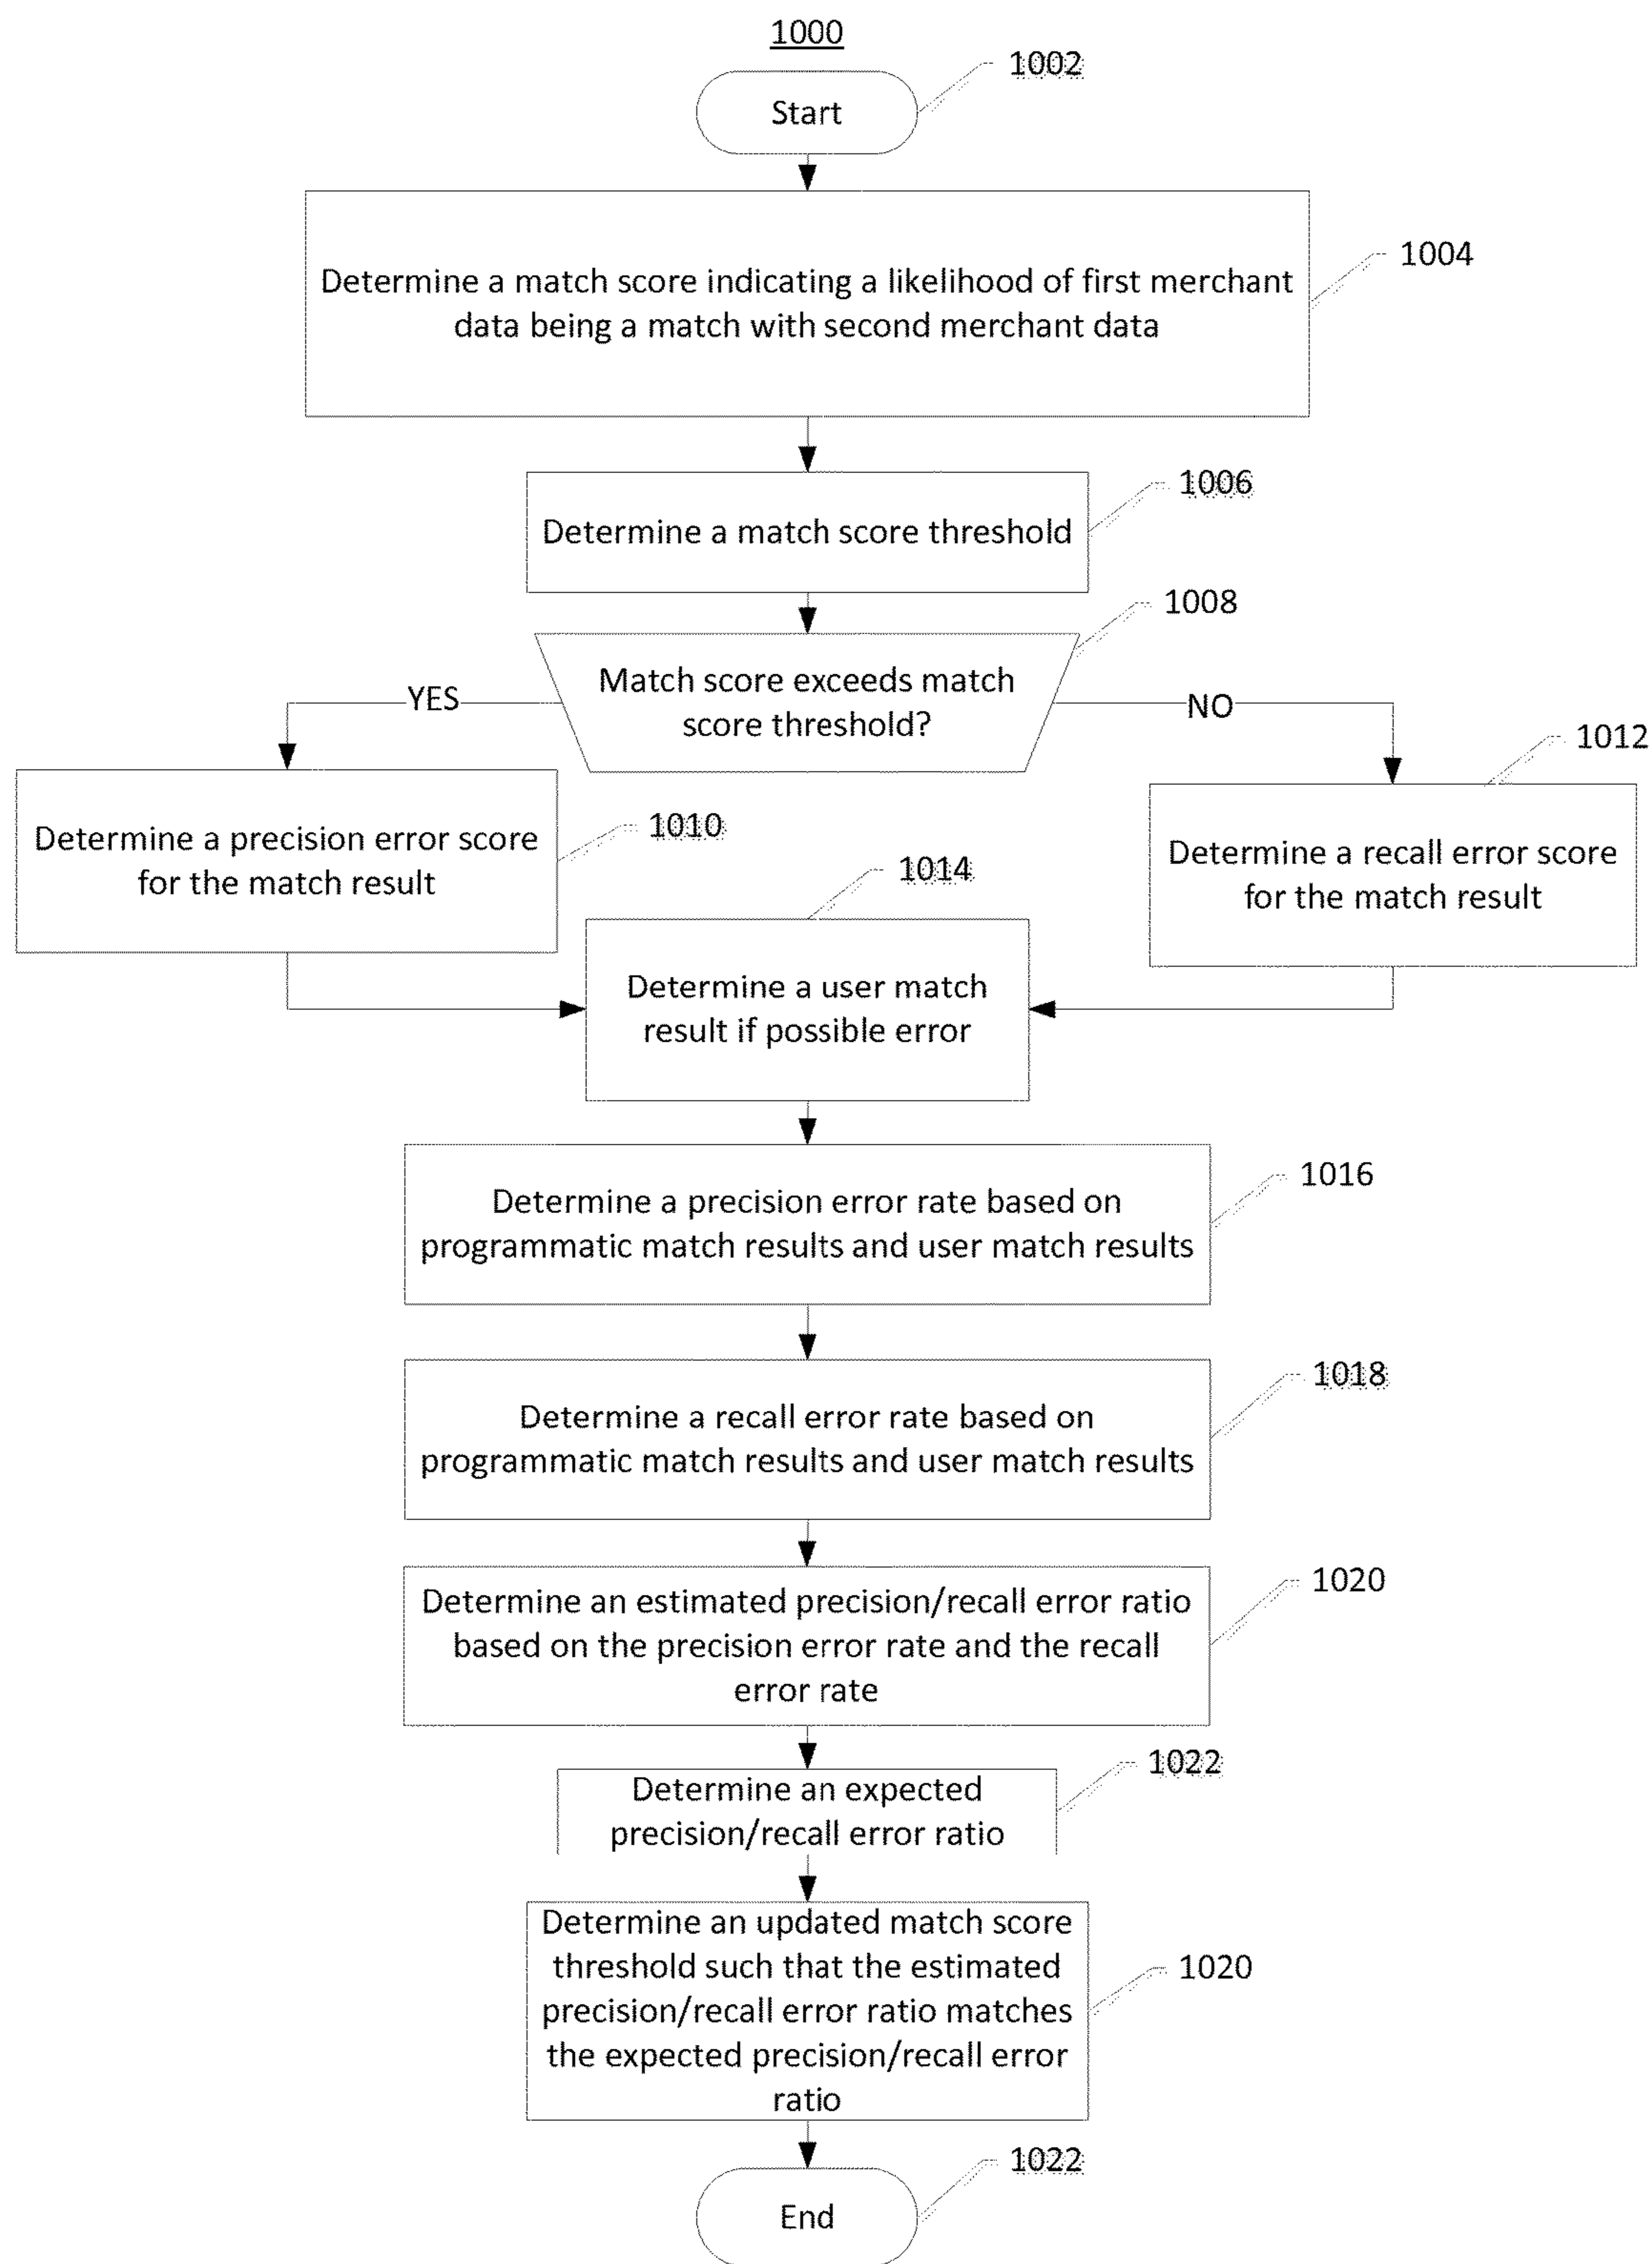 1000
1002
Start
1004
Determine a match score indicating a likelihood of first merchant
data being a match with second merchant data
1006
Determine a match score threshold
1008
Match score exceeds match
score threshold?
YES
NO
1012
Determine a precision error score
for the match result
1010
Determine a recall error score
for the match result
1014
Determine a user match
result if possible error
1016
Determine a precision error rate based on
programmatic match results and user match results
1018
Determine a recall error rate based on
programmatic match results and user match results
1020
Determine an estimated precision/recall error ratio
based on the precision error rate and the recall
error rate
1022
Determine an expected
precision/recall error ratio
Determine an updated match score
threshold such that the estimated
precision/recall error ratio matches
the expected precision/recall error
ratio
1020
1022
End